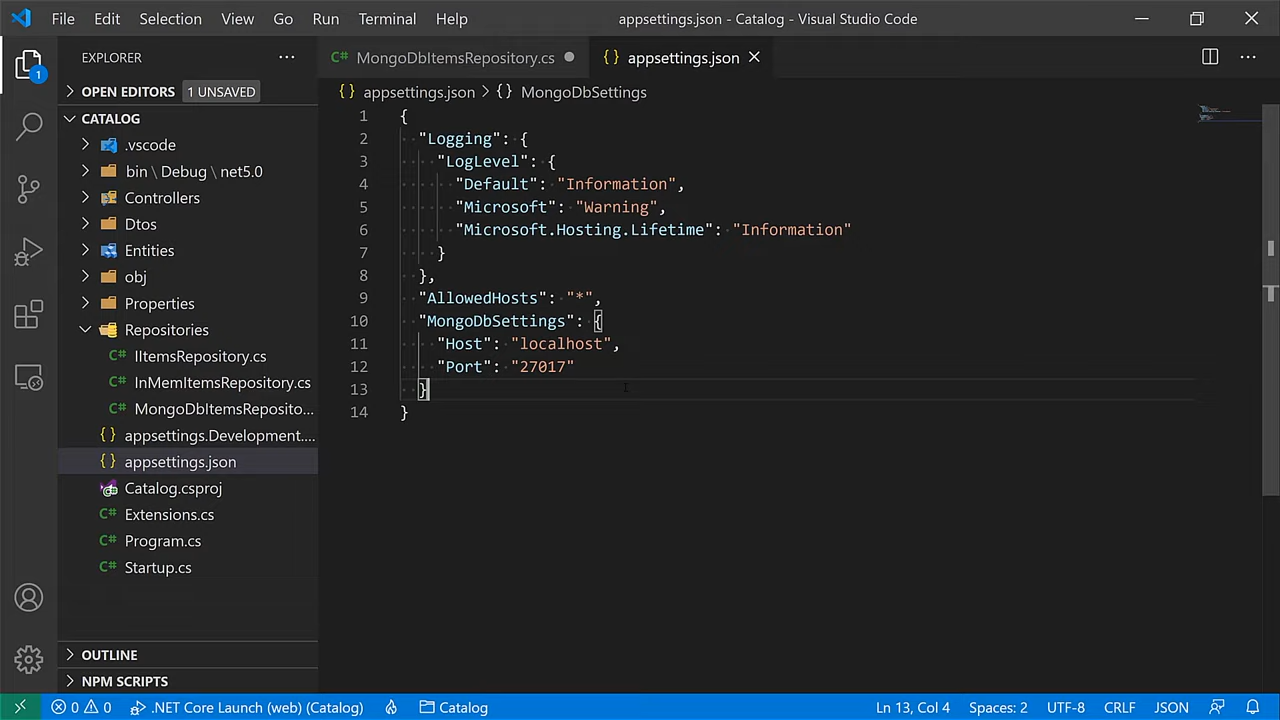 File Edit Selection View Go Run Terminal Help
appsettings.json - Catalog - Visual Studio Code
EXPLORER
1
OPEN EDITORS 1 UNSAVED
CATALOG
.vscode
bin \ Debug \ net5.0
Controllers
Dtos
Entities
obj
Properties
Repositories
C# IItemsRepository.cs
C# InMemItemsRepository.cs
C# MongoDbItemsReposito...
{} appsettings.Development....
{} appsettings.json
Catalog.csproj
C# Extensions.cs
C# Program.cs
C# Startup.cs
OUTLINE
NPM SCRIPTS
C# MongoDbItemsRepository.cs
{} appsettings.json
{} appsettings.json > {} MongoDbSettings
1 {
2 "Logging": {
3 "LogLevel": {
4 "Default": "Information",
5 "Microsoft": "Warning",
6 "Microsoft.Hosting.Lifetime": "Information"
7 }
8 },
9 "AllowedHosts": "*",
10 "MongoDbSettings": {
11 "Host": "localhost",
12 "Port": "27017"
13 }
14 }
0 0 .NET Core Launch (web) (Catalog) Catalog Ln 13, Col 4 Spaces: 2 UTF-8 CRLF JSON